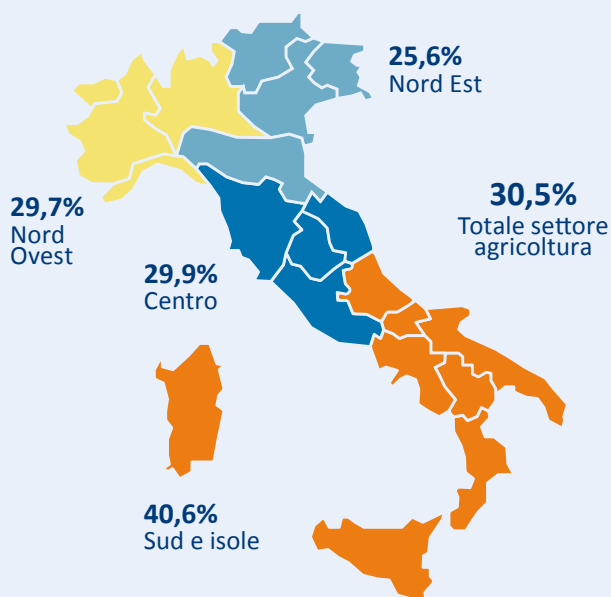 25,6%
Nord Est
30,5%
Totale settore
agricoltura
29,7%
Nord
Ovest
29,9%
Centro
40,6%
Sud e isole